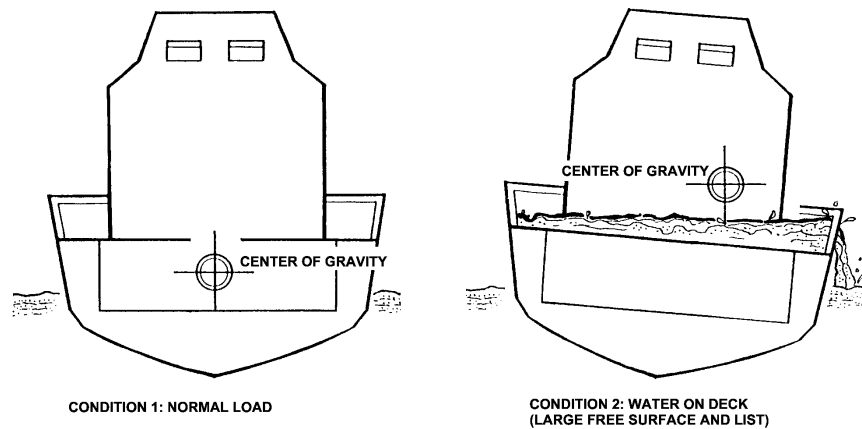 CENTER OF GRAVITY
CENTER OF GRAVITY
CONDITION 1: NORMAL LOAD
CONDITION 2: WATER ON DECK
(LARGE FREE SURFACE AND LIST)